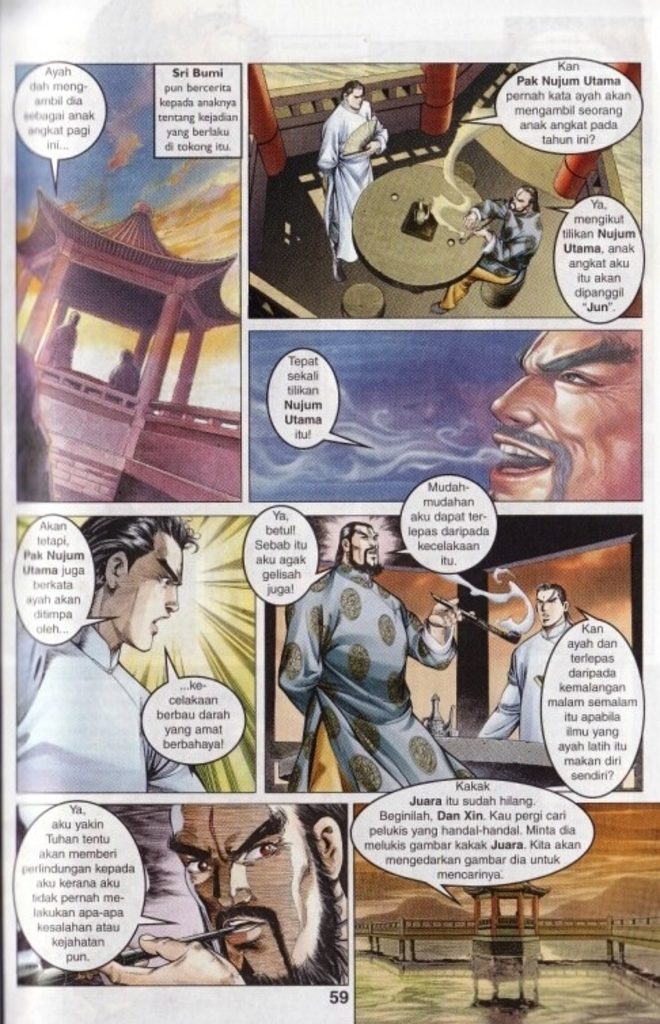 Ayah
dah meng-
ambil dia
sebagai anak
angkat pagi
ini...
Sri Bumi
pun bercerita
kepada anaknya
tentang kejadian
yang berlaku
di tokong itu.
Kan
Pak Nujum Utama
pernah kata ayah akan
mengambil seorang
anak angkat pada
tahun ini?
Ya,
mengikut
tilikan Nujum
Utama, anak
angkat aku
itu akan
dipanggil
"Jun".
Tepat
sekali
tilikan
Nujum
Utama
itu!
Akan
tetapi,
Pak Nujum
Utama juga
berkata
ayah akan
ditimpa
oleh...
...ke-
celakaan
berbau darah
yang amat
berbahaya!
Ya,
betul!
Sebab itu
aku agak
gelisah
juga!
Mudah-
mudahan
aku dapat ter-
lepas daripada
kecelakaan
itu.
Kan
ayah dan
terlepas
daripada
kemalangan
malam semalam
itu apabila
ilmu yang
ayah latih itu
makan diri
sendiri?
Ya,
aku yakin
Tuhan tentu
akan memberi
perlindungan kepada
aku kerana aku
tidak pernah me-
lakukan apa-apa
kesalahan atau
kejahatan
pun.
Kakak
Juara itu sudah hilang.
Beginilah, Dan Xin. Kau pergi cari
pelukis yang handal-handal. Minta dia
melukis gambar kakak Juara. Kita akan
mengedarkan gambar dia untuk
mencarinya.
59